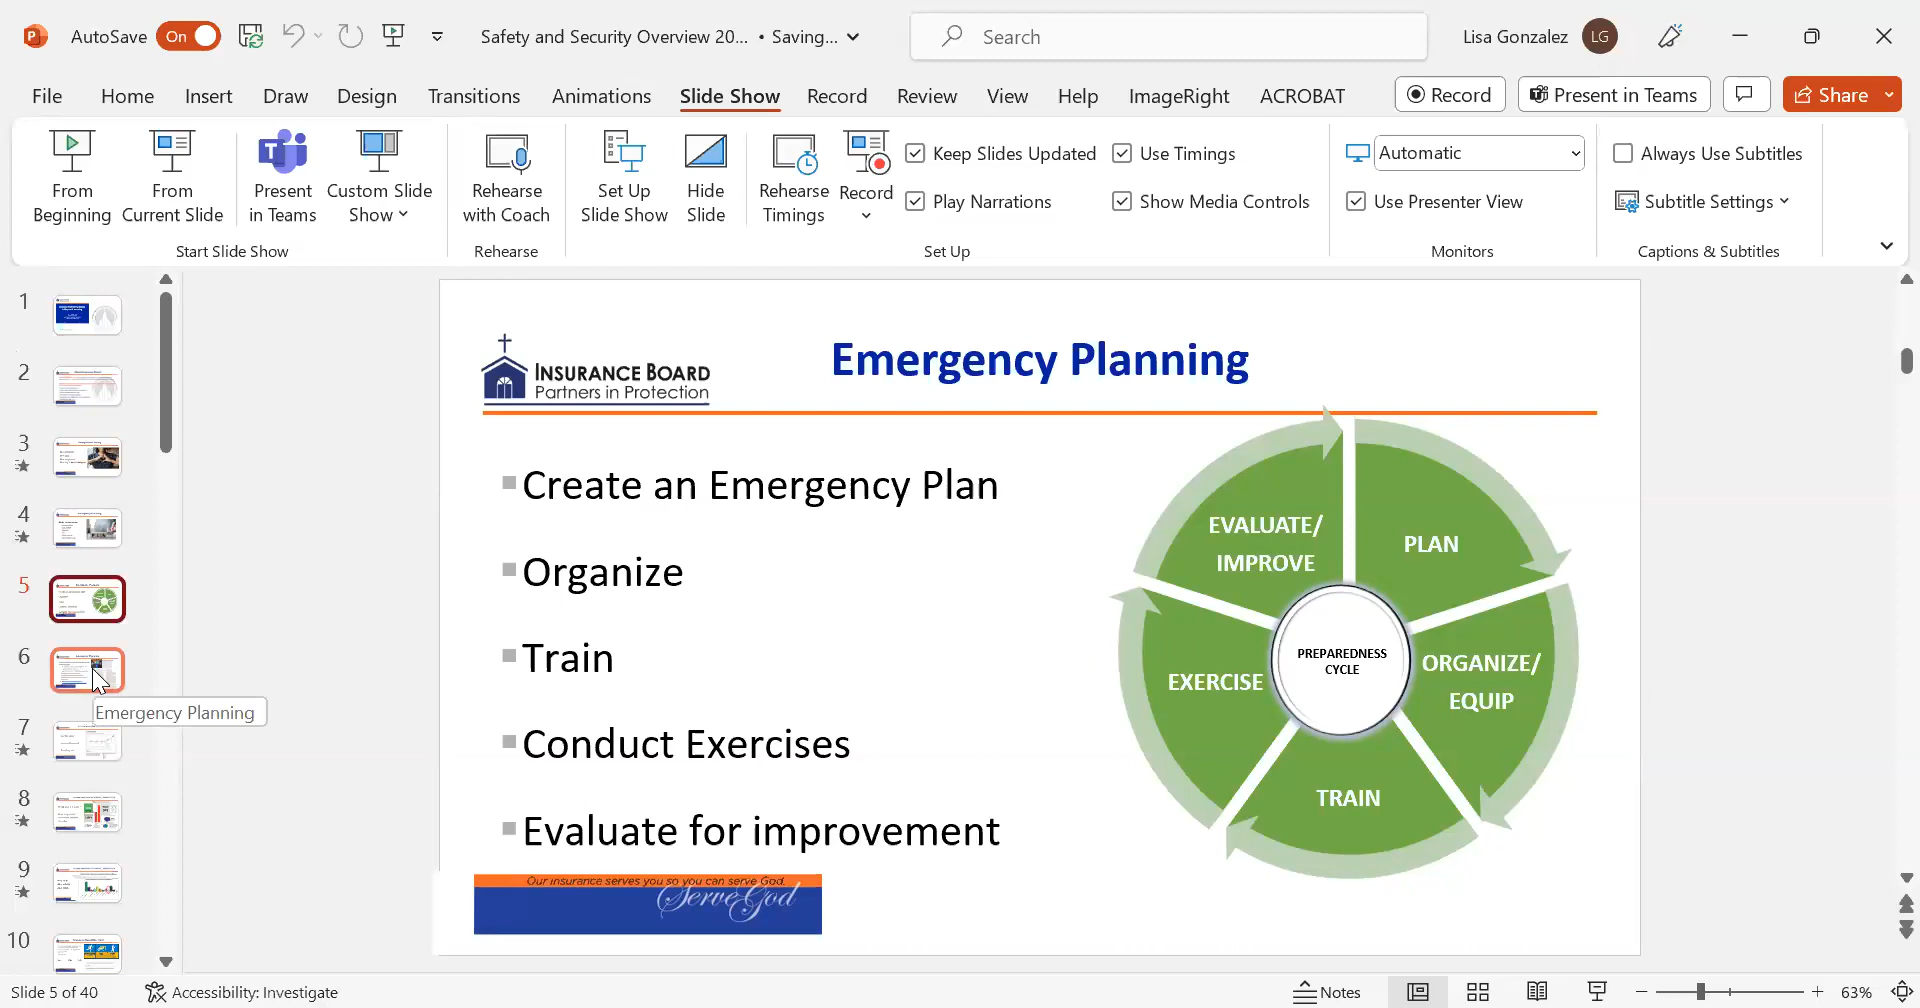 AutoSave On Safety and Security Overview 20... • Saving... Search Lisa Gonzalez LG
File Home Insert Draw Design Transitions Animations Slide Show Record Review View Help ImageRight ACROBAT Record Present in Teams Share
From Beginning
From Current Slide
Present in Teams
Custom Slide Show
Start Slide Show
Rehearse with Coach
Rehearse
Set Up Slide Show
Hide Slide
Rehearse Timings
Record
Keep Slides Updated
Play Narrations
Use Timings
Show Media Controls
Set Up
Automatic
Use Presenter View
Monitors
Always Use Subtitles
Subtitle Settings
Captions & Subtitles
1
2
3
4
5
6
Emergency Planning
7
8
9
10
INSURANCE BOARD
Partners in Protection
Emergency Planning
Create an Emergency Plan
Organize
Train
Conduct Exercises
Evaluate for improvement
Our insurance serves you so you can serve God.
ServeGod
EVALUATE/
IMPROVE
PLAN
PREPAREDNESS
CYCLE
ORGANIZE/
EQUIP
EXERCISE
TRAIN
Slide 5 of 40 Accessibility: Investigate Notes 63%